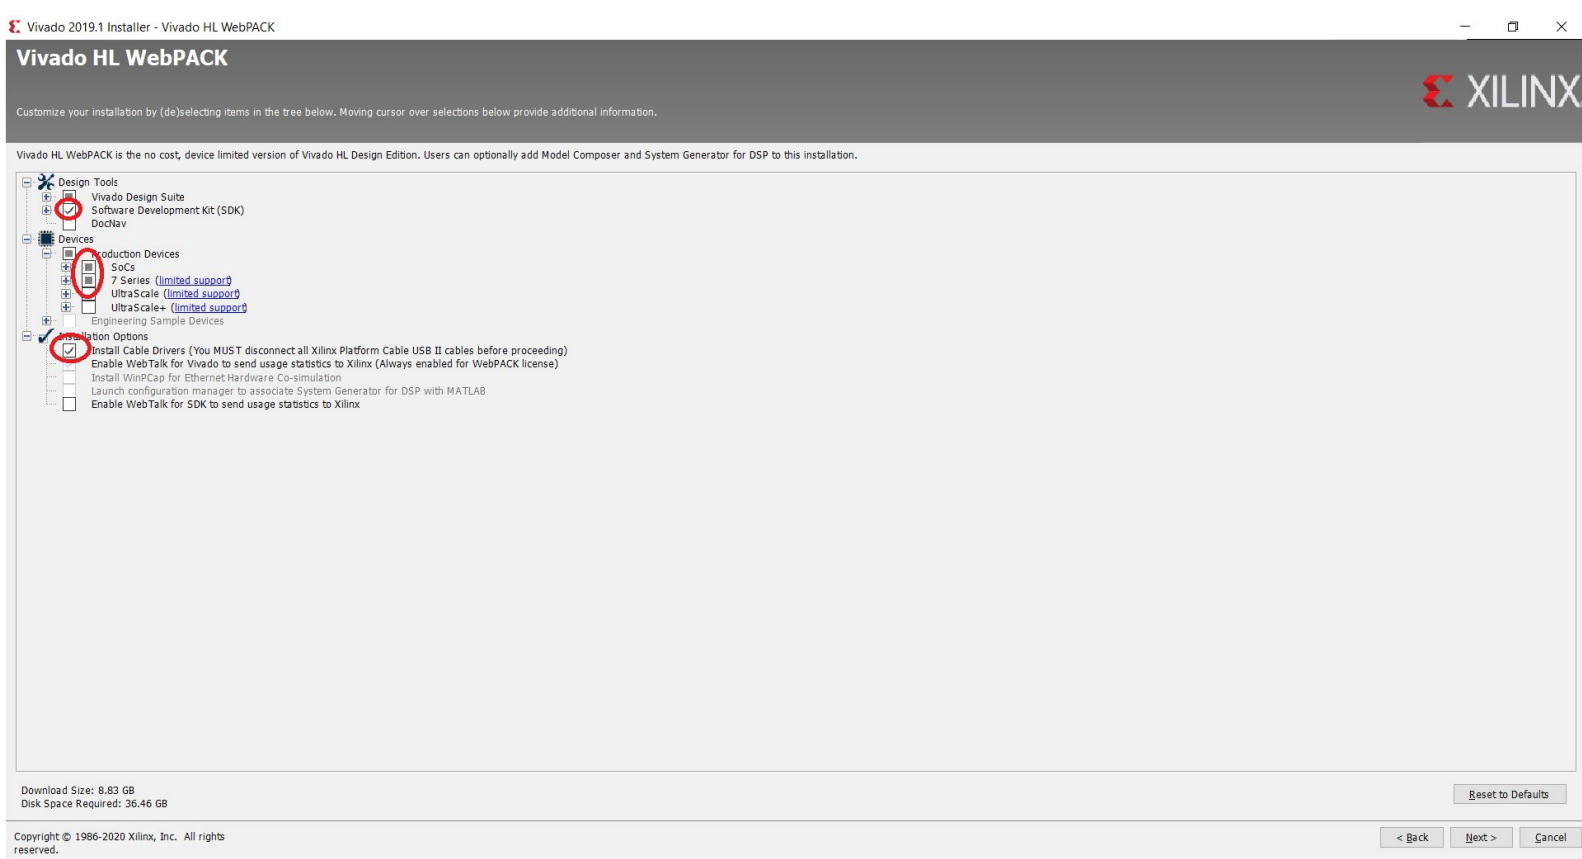 Vivado 2019.1 Installer - Vivado HL WebPACK
Vivado HL WebPACK
XILINX
Customize your installation by (de)selecting items in the tree below. Moving cursor over selections below provide additional information.
Vivado HL WebPACK is the no cost, device limited version of Vivado HL Design Edition. Users can optionally add Model Composer and System Generator for DSP to this installation.
Design Tools
Vivado Design Suite
Software Development Kit (SDK)
DocNav
Devices
Production Devices
SoCs
7 Series (limited support)
UltraScale (limited support)
UltraScale+ (limited support)
Engineering Sample Devices
Installation Options
Install Cable Drivers (You MUST disconnect all Xilinx Platform Cable USB II cables before proceeding)
Enable WebTalk for Vivado to send usage statistics to Xilinx (Always enabled for WebPACK license)
Install WinPCap for Ethernet Hardware Co-simulation
Launch configuration manager to associate System Generator for DSP with MATLAB
Enable WebTalk for SDK to send usage statistics to Xilinx
Download Size: 8.83 GB
Disk Space Required: 36.46 GB
Reset to Defaults
Copyright © 1986-2020 Xilinx, Inc. All rights
reserved.
< Back
Next >
Cancel